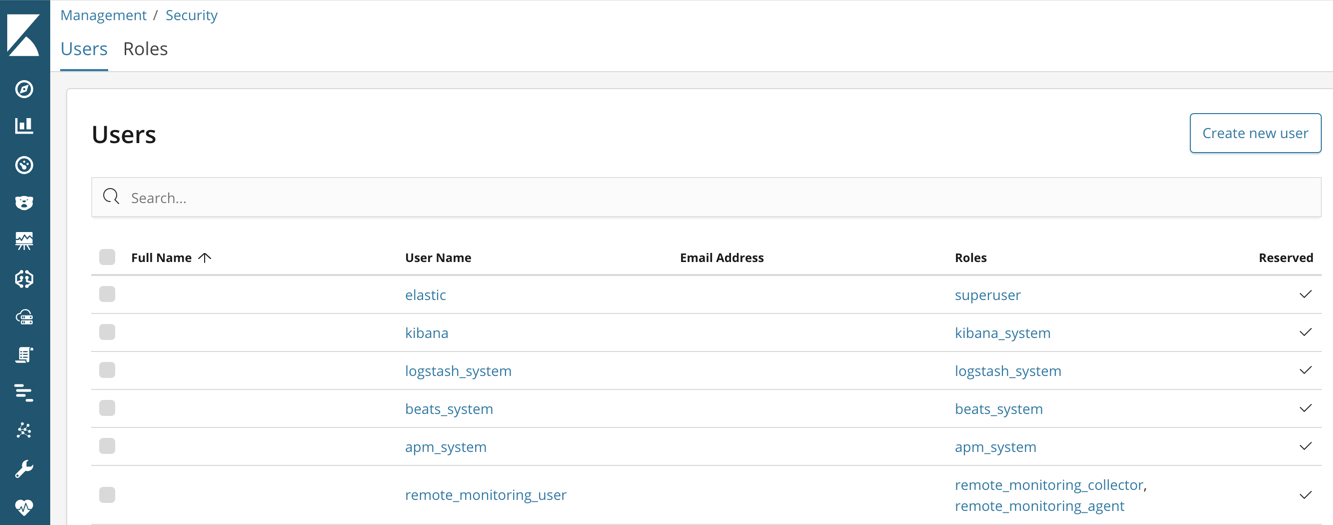 Management / Security
Users Roles
Users
Create new user
Search...
Full Name User Name Email Address Roles Reserved
elastic superuser
kibana kibana_system
logstash_system logstash_system
beats_system beats_system
apm_system apm_system
remote_monitoring_user remote_monitoring_collector,
remote_monitoring_agent